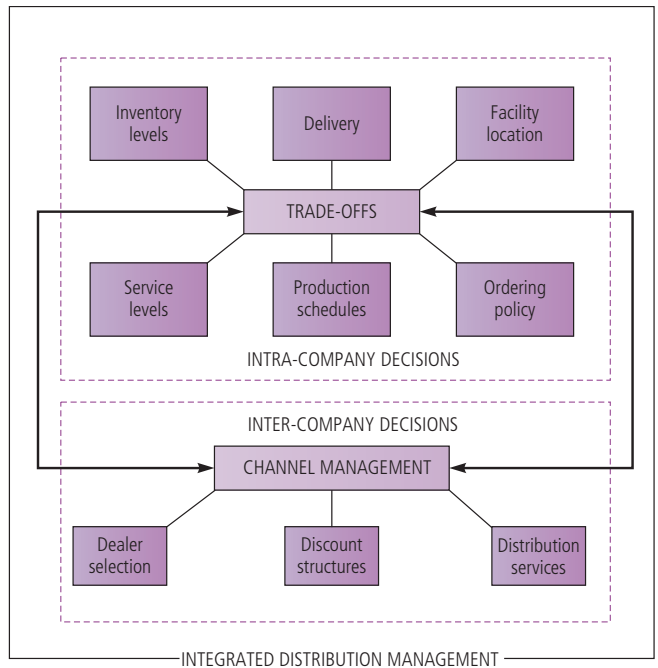 Inventory
levels
Delivery
Facility
location
TRADE-OFFS
Service
levels
Production
schedules
Ordering
policy
INTRA-COMPANY DECISIONS
INTER-COMPANY DECISIONS
CHANNEL MANAGEMENT
Dealer
selection
Discount
structures
Distribution
services
INTEGRATED DISTRIBUTION MANAGEMENT